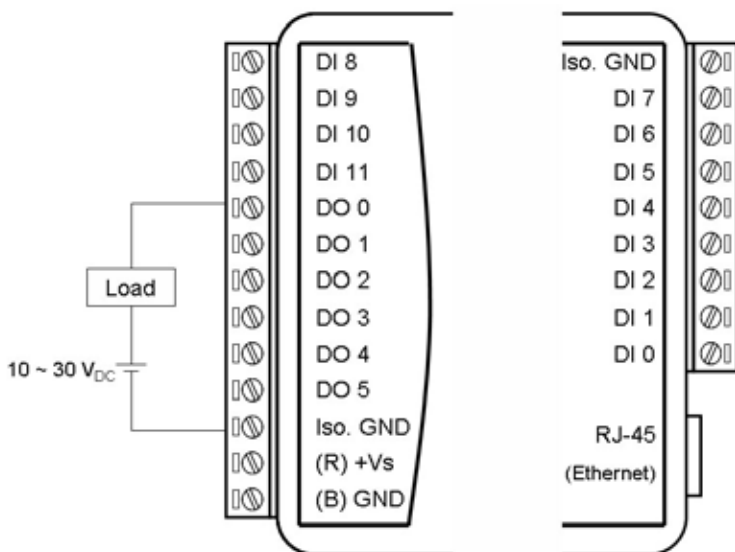 DI 8
DI 9
DI 10
DI 11
DO 0
DO 1
DO 2
DO 3
DO 4
DO 5
Iso. GND
(R) +Vs
(B) GND
Load
10 ~ 30 VDC
Iso. GND
DI 7
DI 6
DI 5
DI 4
DI 3
DI 2
DI 1
DI 0
RJ-45
(Ethernet)